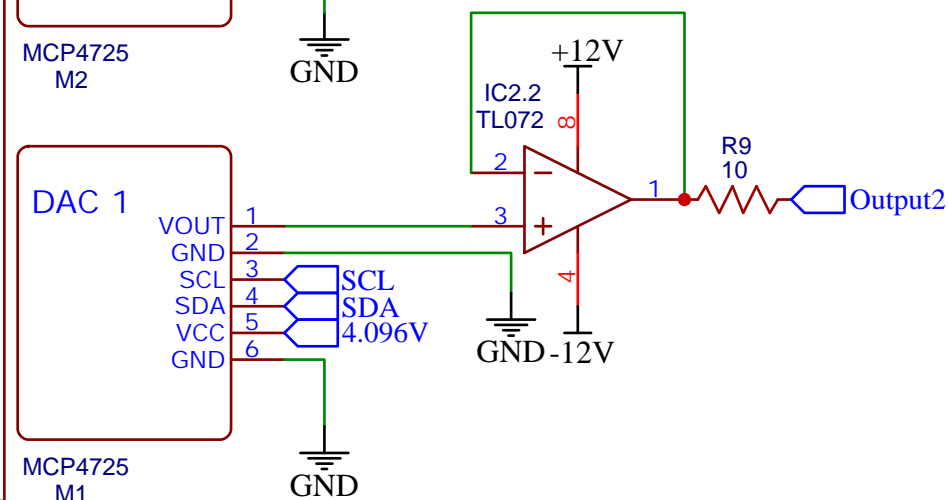 MCP4725
M2
GND
+12V
IC2.2
TL072
8
2
3
1
4
R9
10
Output2
DAC 1
VOUT 1
GND 2
SCL 3 SCL
SDA 4 SDA
VCC 5 4.096V
GND 6
GND
-12V
MCP4725
M1
GND